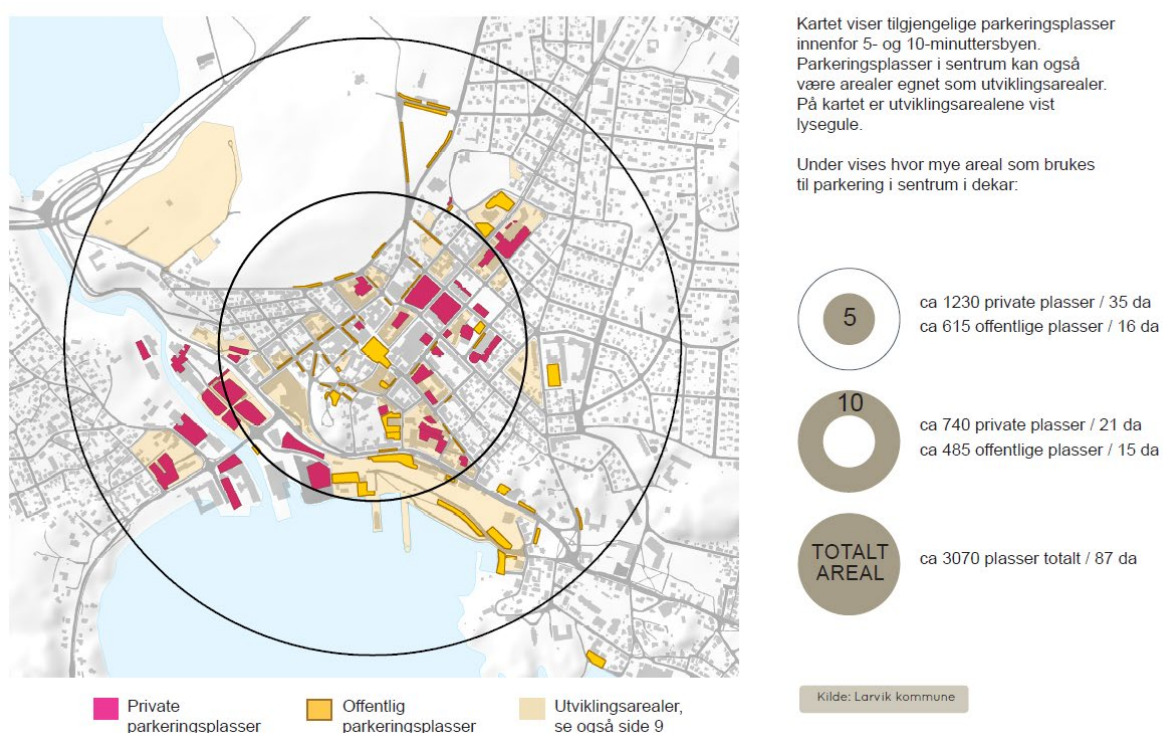 Kartet viser tilgjengelige parkeringsplasser
innenfor 5- og 10-minuttersbyen.
Parkeringsplasser i sentrum kan også
være arealer egnet som utviklingsarealer.
På kartet er utviklingsarealene vist
lysegule.
Under vises hvor mye areal som brukes
til parkering i sentrum i dekar:
5
ca 1230 private plasser / 35 da
ca 615 offentlige plasser / 16 da
10
ca 740 private plasser / 21 da
ca 485 offentlige plasser / 15 da
TOTALT
AREAL
ca 3070 plasser totalt / 87 da
Kilde: Larvik kommune
Private
parkeringsplasser
Offentlig
parkeringsplasser
Utviklingsarealer,
se også side 9